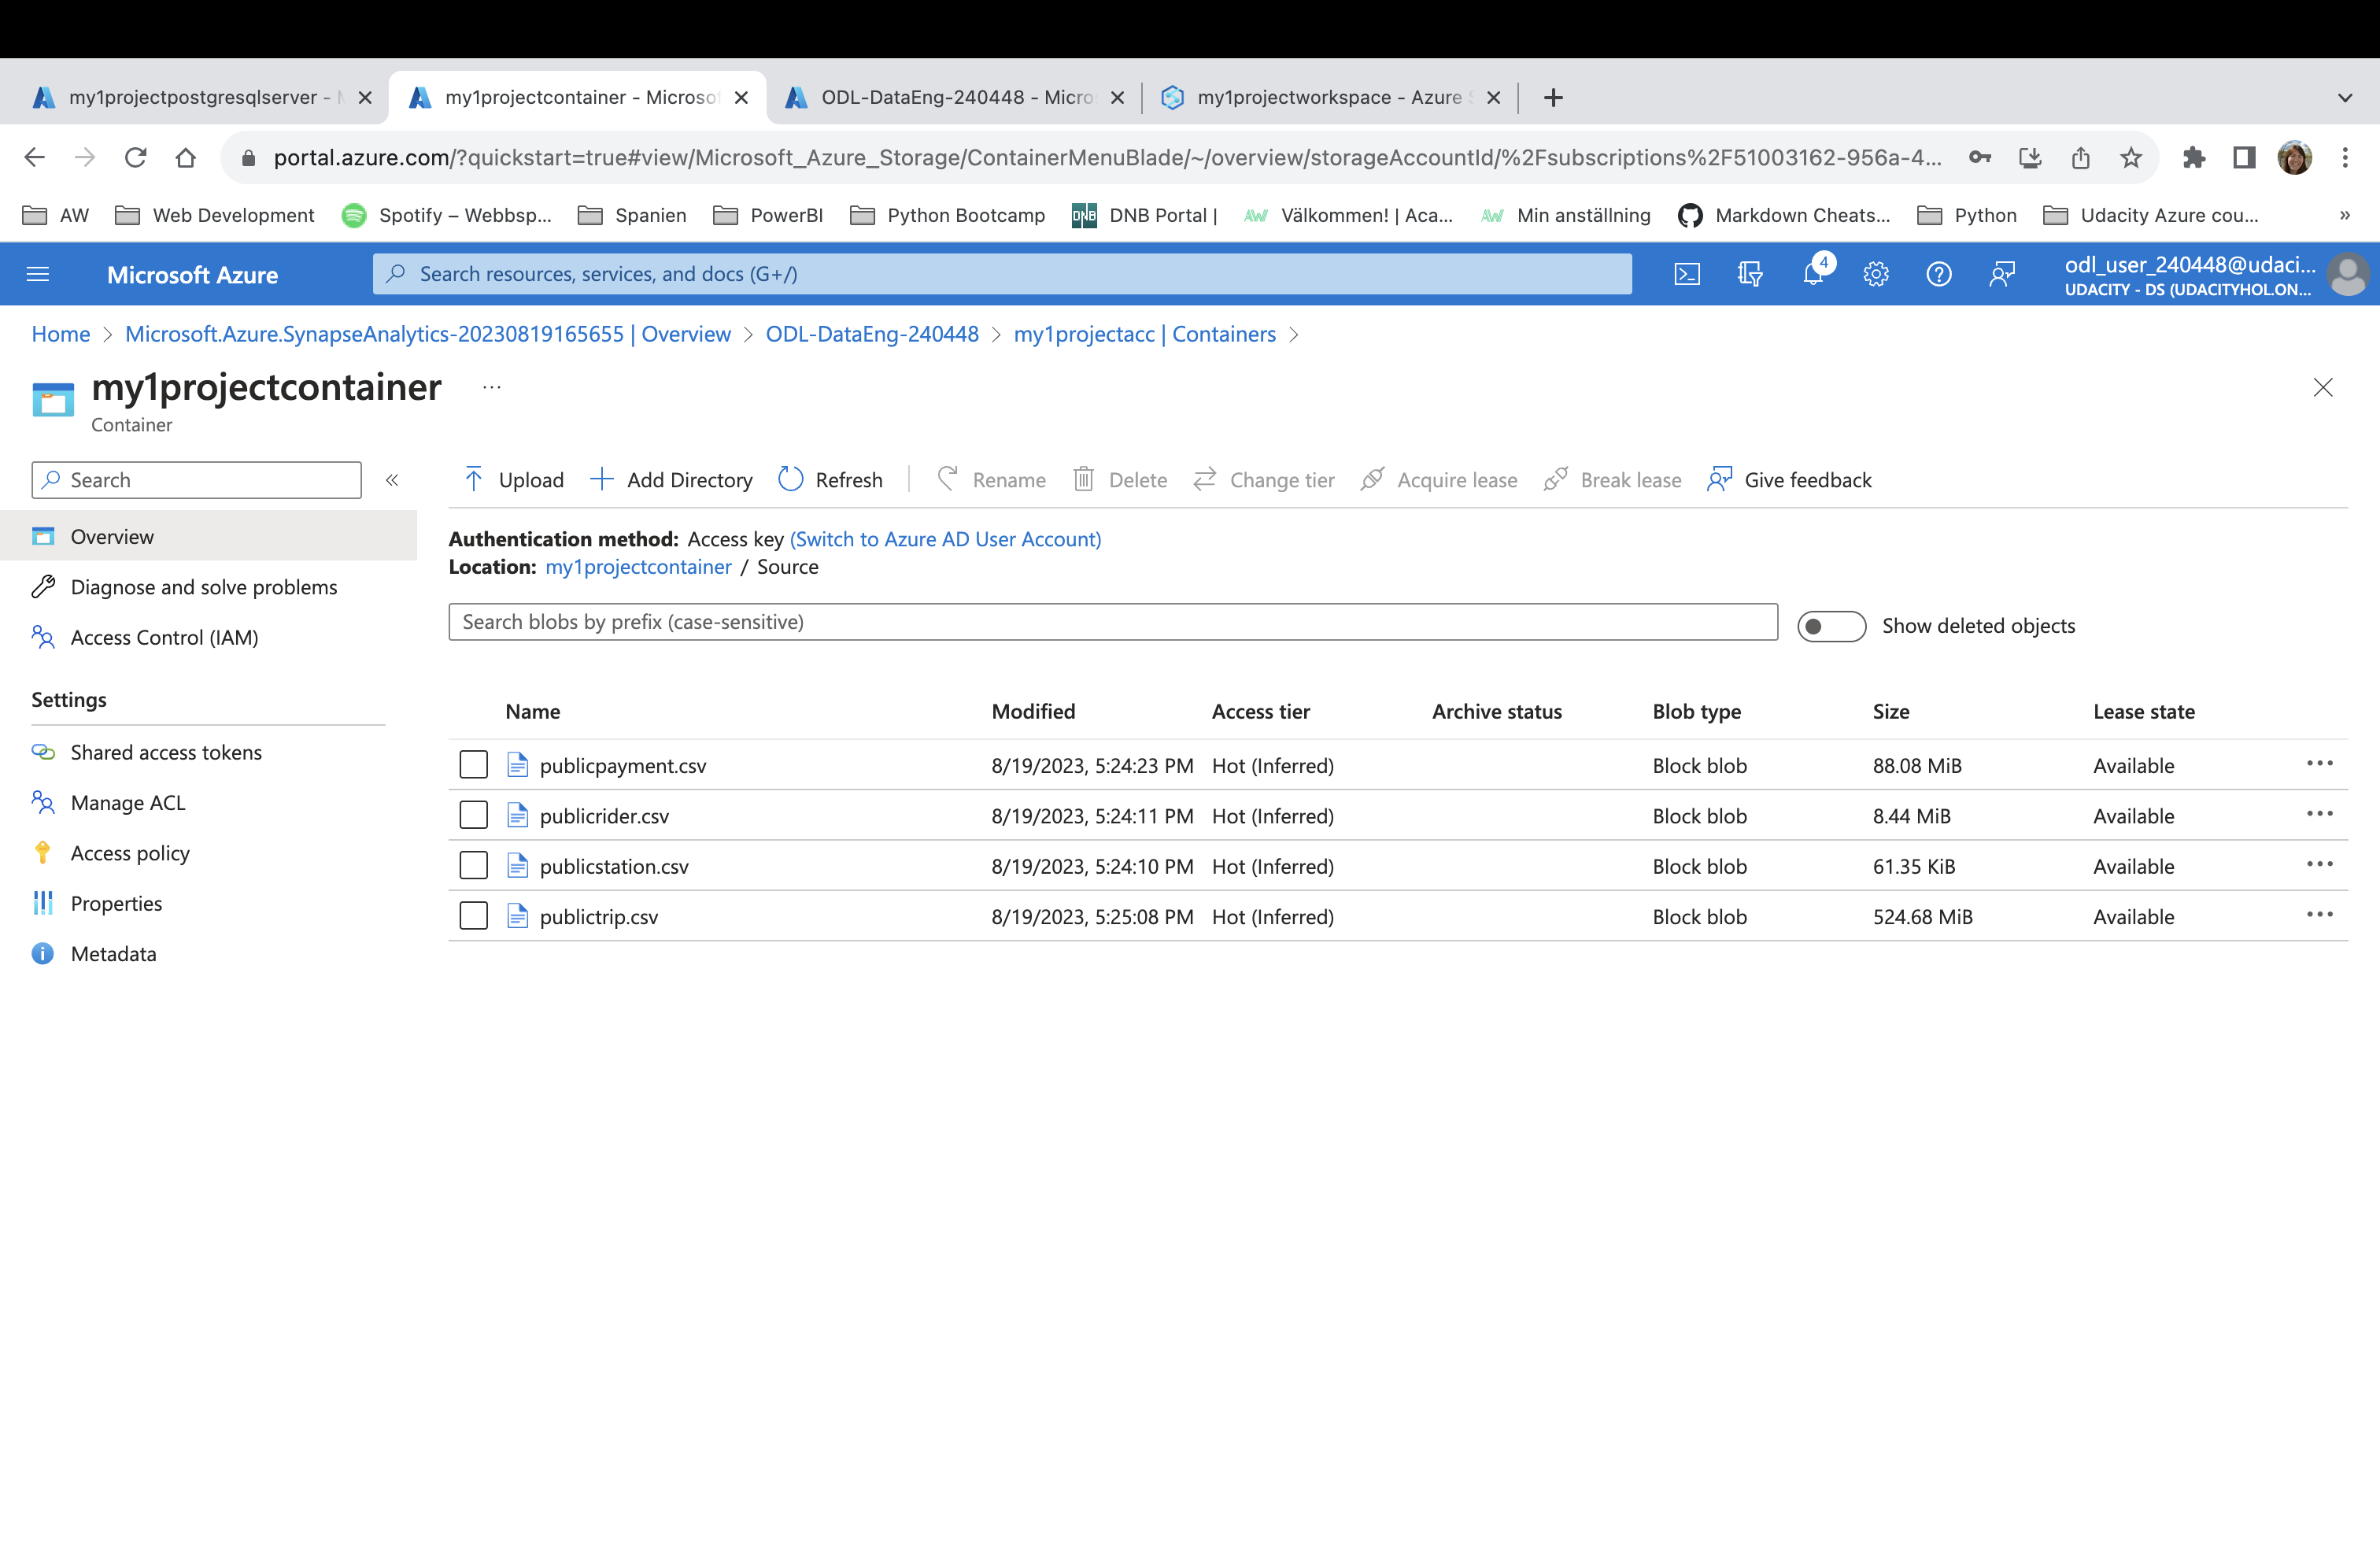 my1projectpostgresqlserver - M
my1projectcontainer - Microsof
ODL-DataEng-240448 - Micros
my1projectworkspace - Azure S
portal.azure.com/?quickstart=true#view/Microsoft_Azure_Storage/ContainerMenuBlade/~/overview/storageAccountId/%2Fsubscriptions%2F51003162-956a-4...
AW
Web Development
Spotify – Webbsp...
Spanien
PowerBI
Python Bootcamp
DNB
DNB Portal |
AW
Välkommen! | Aca...
AW
Min anställning
Markdown Cheats...
Python
Udacity Azure cou...
»
Microsoft Azure
Search resources, services, and docs (G+/)
4
odl_user_240448@udaci...
UDACITY - DS (UDACITYHOL.ON...
Home > Microsoft.Azure.SynapseAnalytics-20230819165655 | Overview > ODL-DataEng-240448 > my1projectacc | Containers >
my1projectcontainer ...
Container
Search
«
Overview
Diagnose and solve problems
Access Control (IAM)
Settings
Shared access tokens
Manage ACL
Access policy
Properties
Metadata
Upload Add Directory Refresh Rename Delete Change tier Acquire lease Break lease Give feedback
Authentication method: Access key (Switch to Azure AD User Account)
Location: my1projectcontainer / Source
Search blobs by prefix (case-sensitive)
Show deleted objects
Name Modified Access tier Archive status Blob type Size Lease state
publicpayment.csv 8/19/2023, 5:24:23 PM Hot (Inferred) Block blob 88.08 MiB Available
publicrider.csv 8/19/2023, 5:24:11 PM Hot (Inferred) Block blob 8.44 MiB Available
publicstation.csv 8/19/2023, 5:24:10 PM Hot (Inferred) Block blob 61.35 KiB Available
publictrip.csv 8/19/2023, 5:25:08 PM Hot (Inferred) Block blob 524.68 MiB Available